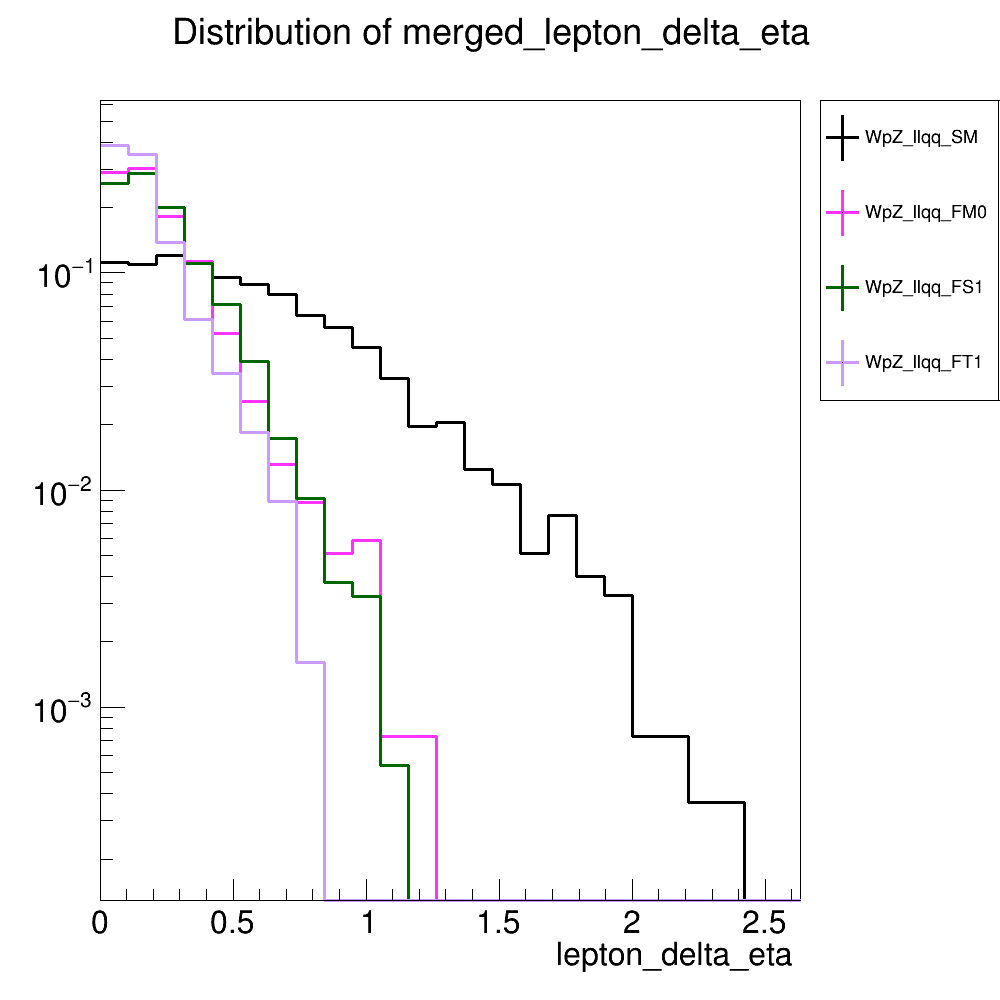 Distribution of merged_lepton_delta_eta
WpZ_llqq_SM
WpZ_llqq_FM0
WpZ_llqq_FS1
WpZ_llqq_FT1
10−1
10−2
10−3
0 0.5 1 1.5 2 2.5
lepton_delta_eta